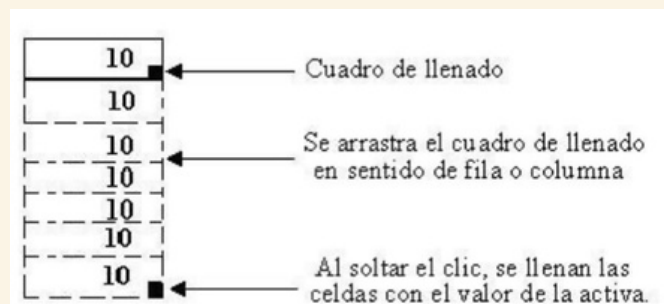 10
Cuadro de llenado
10
10
Se arrastra el cuadro de llenado
en sentido de fila o columna
10
10
10
10
Al soltar el clic, se llenan las
celdas con el valor de la activa